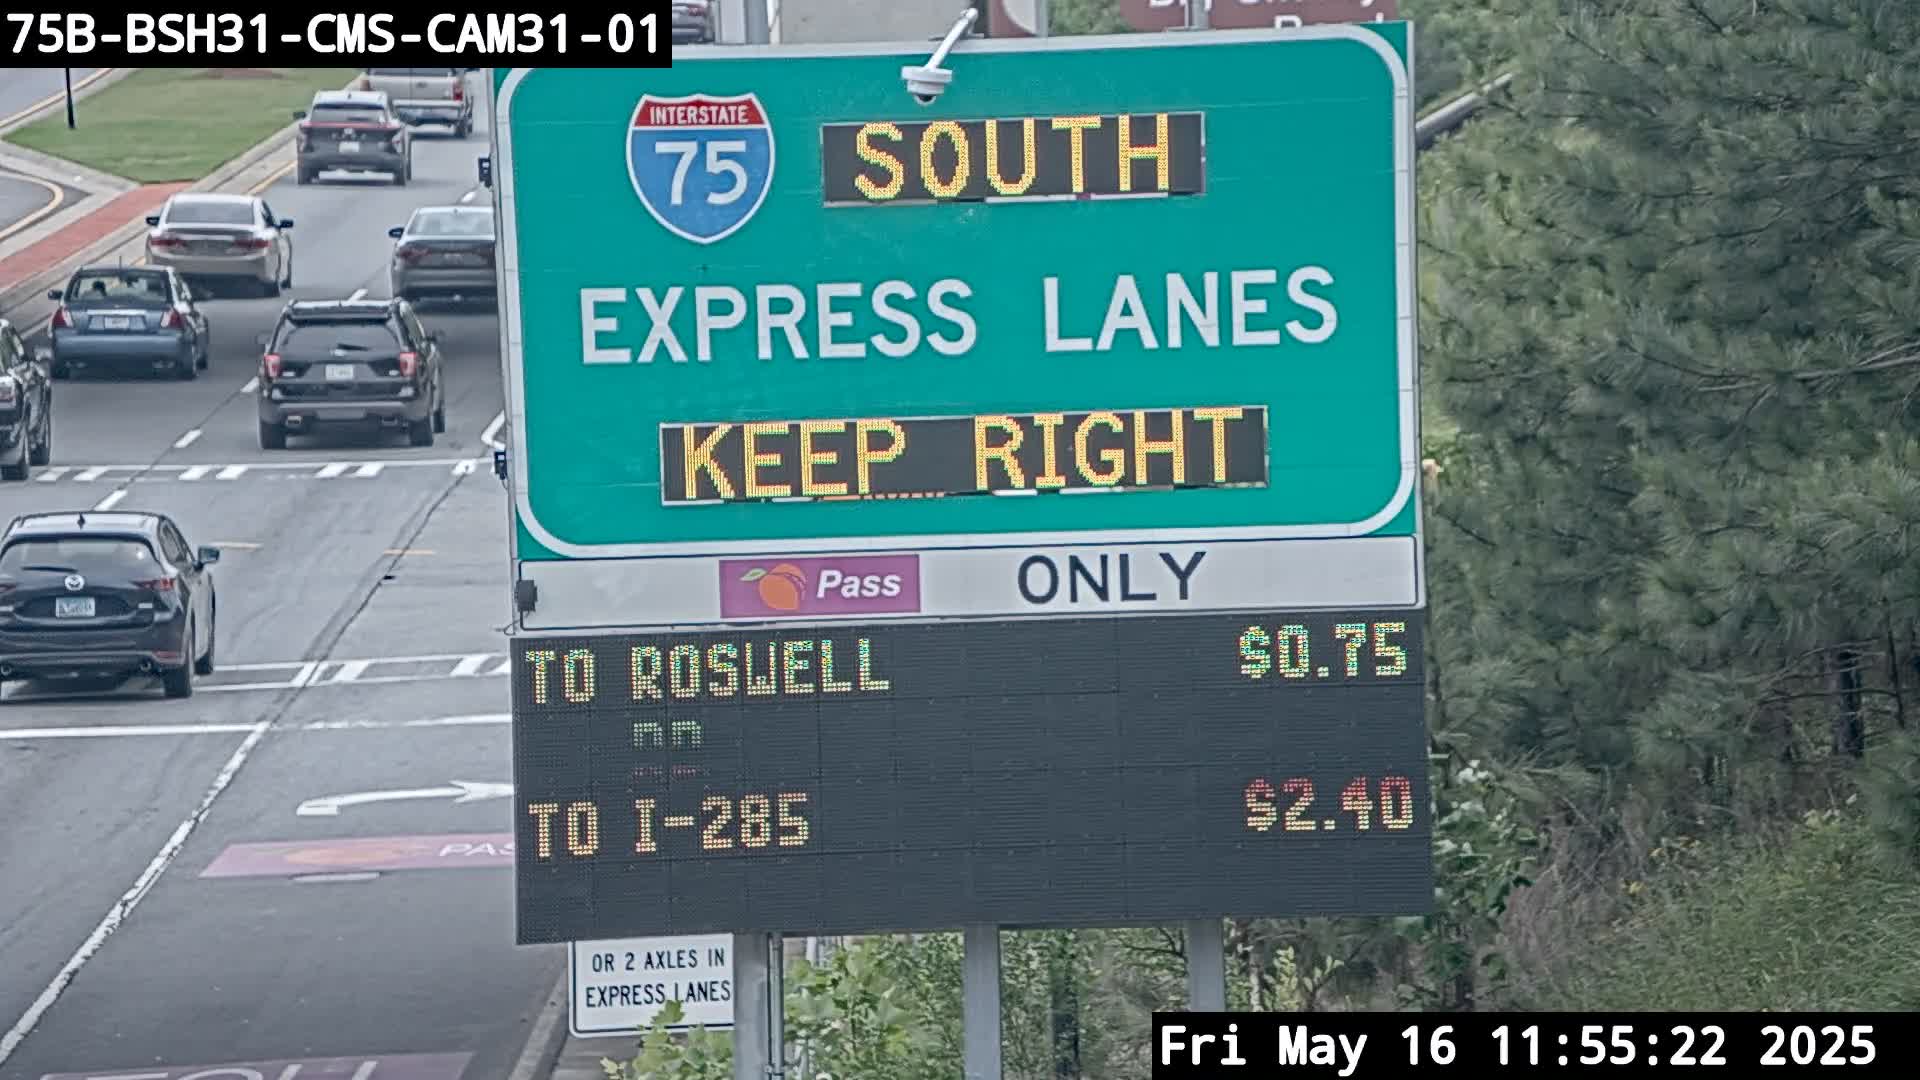 75B-BSH31-CMS-CAM31-01
INTERSTATE
75
SOUTH
EXPRESS LANES
KEEP RIGHT
Pass ONLY
TO ROSWELL $0.75
TO I-285 $2.40
OR 2 AXLES IN
EXPRESS LANES
PAS
Fri May 16 11:55:22 2025